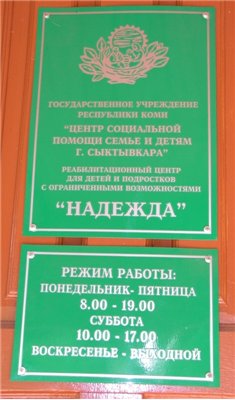 ГОСУДАРСТВЕННОЕ УЧРЕЖДЕНИЕ
РЕСПУБЛИКИ КОМИ
"ЦЕНТР СОЦИАЛЬНОЙ
ПОМОЩИ СЕМЬЕ И ДЕТЯМ
Г. СЫКТЫВКАРА"
РЕАБИЛИТАЦИОННЫЙ ЦЕНТР
ДЛЯ ДЕТЕЙ И ПОДРОСТКОВ
С ОГРАНИЧЕННЫМИ ВОЗМОЖНОСТЯМИ
"НАДЕЖДА"
РЕЖИМ РАБОТЫ:
ПОНЕДЕЛЬНИК- ПЯТНИЦА
8.00 - 19.00
СУББОТА
10.00 - 17.00
ВОСКРЕСЕНЬЕ - ВЫХОДНОЙ